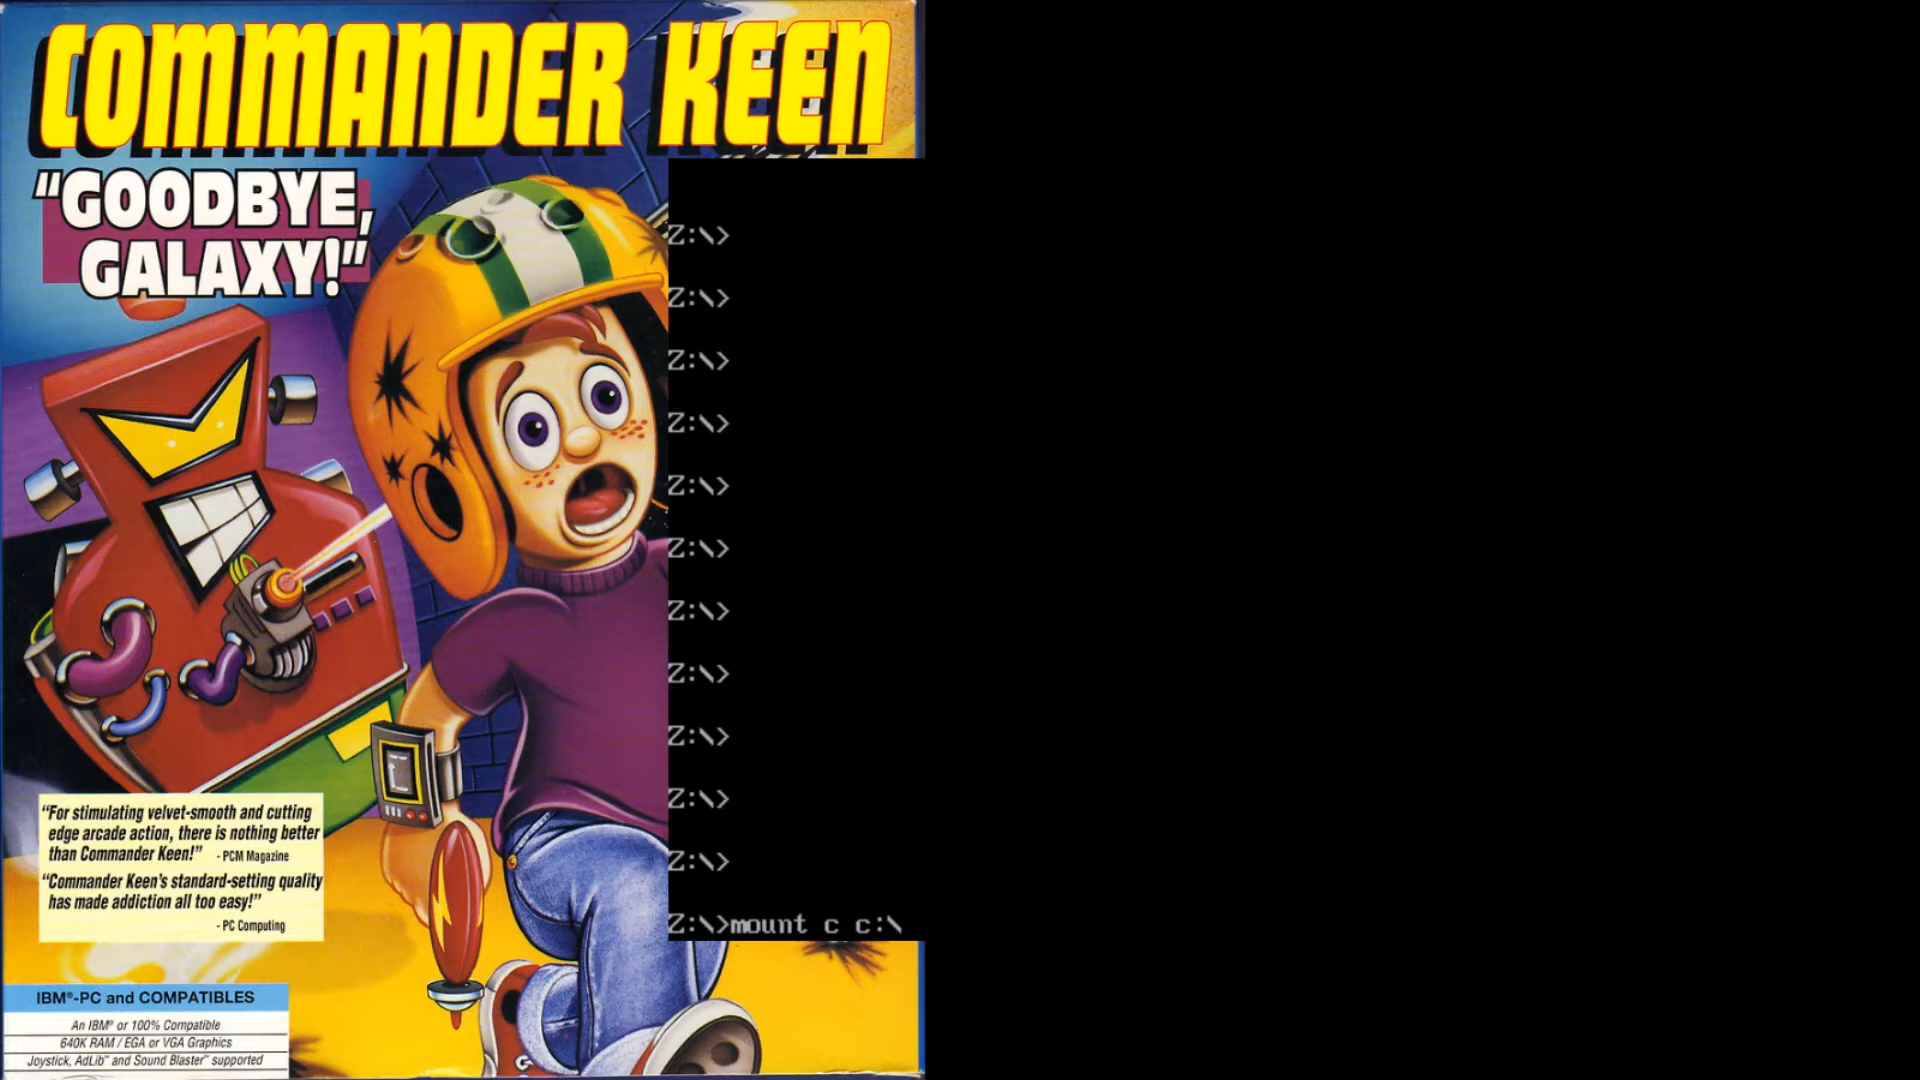 COMMANDER KEEN
"GOODBYE,
GALAXY!"
Z:\>
Z:\>
Z:\>
Z:\>
Z:\>
Z:\>
Z:\>
Z:\>
Z:\>
Z:\>
Z:\>
Z:\>mount c c:\
"For stimulating velvet-smooth and cutting
edge arcade action, there is nothing better
than Commander Keen!" - PCM Magazine
"Commander Keen's standard-setting quality
has made addiction all too easy!"
- PC Computing
IBM®-PC and COMPATIBLES
An IBM® or 100% Compatible
640K RAM / EGA or VGA Graphics
Joystick, AdLib™ and Sound Blaster™ supported